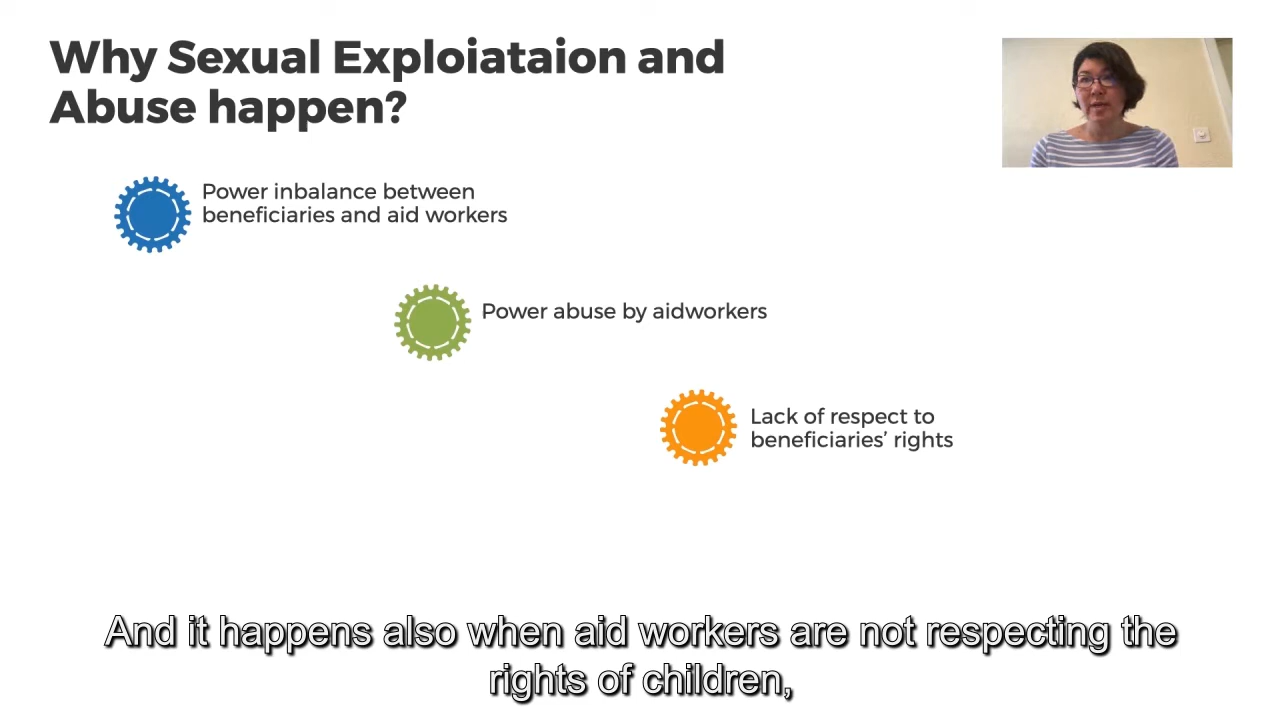 Why Sexual Exploiataion and
Abuse happen?
Power inbalance between
beneficiaries and aid workers
Power abuse by aidworkers
Lack of respect to
beneficiaries’ rights
And it happens also when aid workers are not respecting the
rights of children,